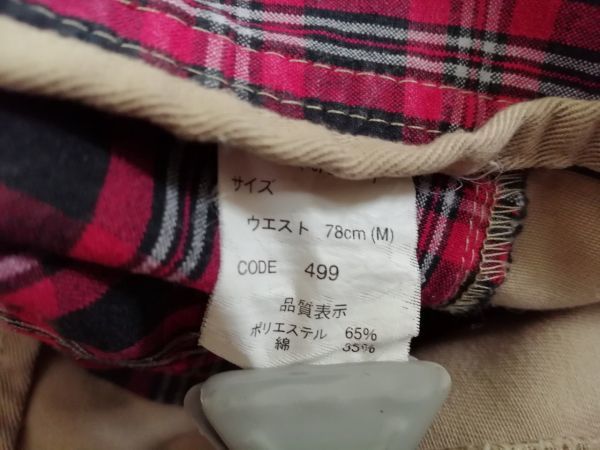 サイズ
ウエスト 78cm (M)
CODE 499
品質表示
ポリエステル 65%
綿 35%